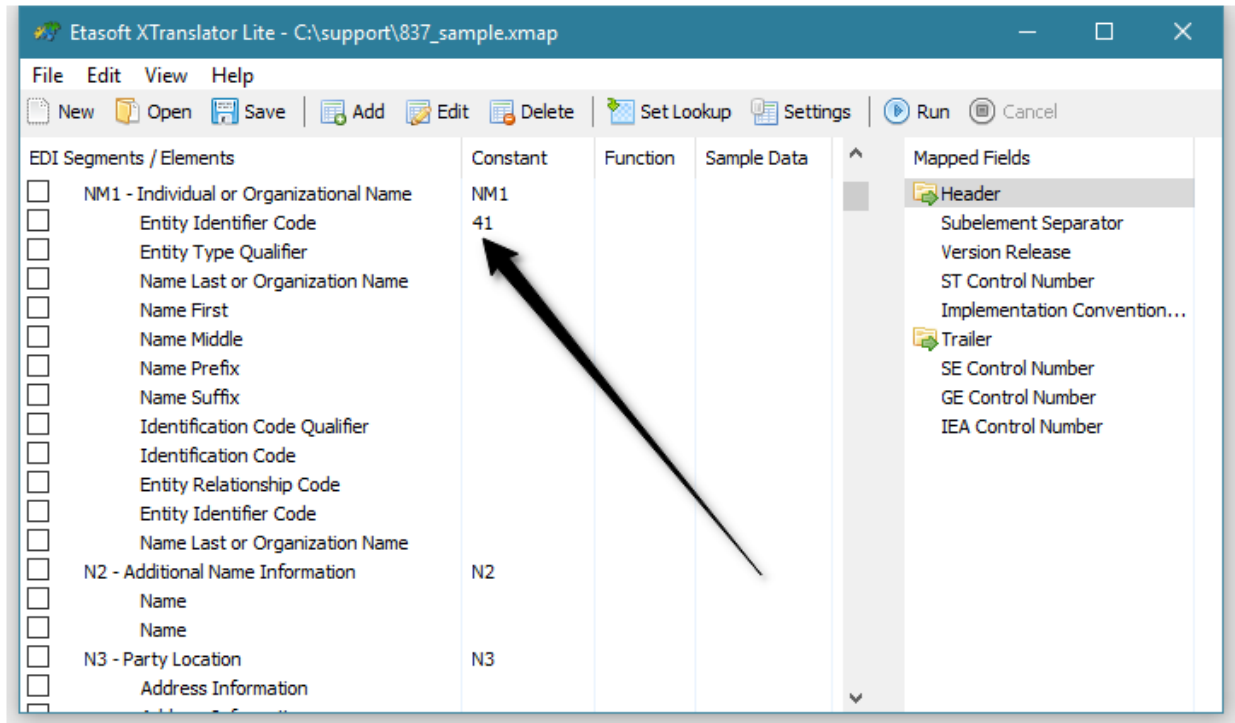 Etasoft XTranslator Lite - C:\support\837_sample.xmap
File Edit View Help
New Open Save Add Edit Delete Set Lookup Settings Run Cancel
EDI Segments / Elements Constant Function Sample Data Mapped Fields
NM1 - Individual or Organizational Name NM1 Header
Entity Identifier Code 41 Subelement Separator
Entity Type Qualifier Version Release
Name Last or Organization Name ST Control Number
Name First Implementation Convention...
Name Middle Trailer
Name Prefix SE Control Number
Name Suffix GE Control Number
Identification Code Qualifier IEA Control Number
Identification Code
Entity Relationship Code
Entity Identifier Code
Name Last or Organization Name
N2 - Additional Name Information N2
Name
Name
N3 - Party Location N3
Address Information